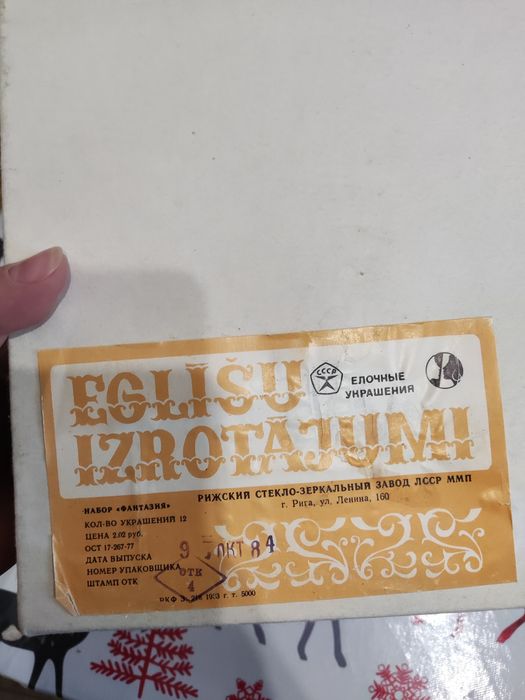 EGLĪŠU
IZROTĀJUMI
СССР
ЕЛОЧНЫЕ
УКРАШЕНИЯ
РИЖСКИЙ СТЕКЛО-ЗЕРКАЛЬНЫЙ ЗАВОД ЛССР ММП
г. Рига, ул. Ленина, 160
НАБОР «ФАНТАЗИЯ»
КОЛ-ВО УКРАШЕНИЙ 12
ЦЕНА 2.02 руб.
ОСТ 17-267-77
ДАТА ВЫПУСКА 9 ОКТ 84
НОМЕР УПАКОВЩИКА
ШТАМП ОТК
ОТК
4
РКФ г. т. 5000